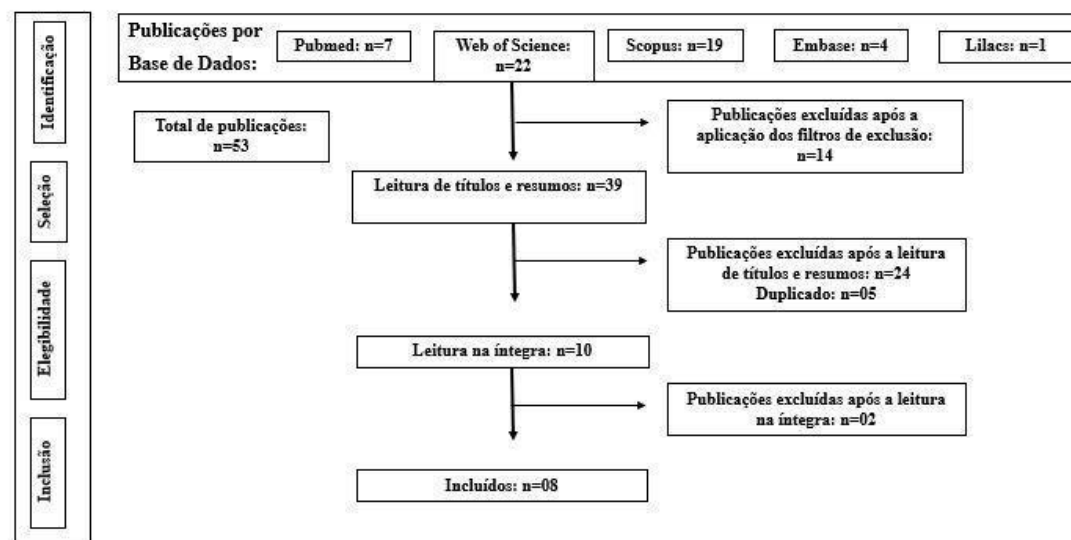 Identificação
Publicações por
Base de Dados:
Pubmed: n=7
Web of Science:
n=22
Scopus: n=19
Embase: n=4
Lilacs: n=1
Total de publicações:
n=53
Publicações excluídas após a
aplicação dos filtros de exclusão:
n=14
Seleção
Leitura de títulos e resumos: n=39
Publicações excluídas após a leitura
de títulos e resumos: n=24
Duplicado: n=05
Elegibilidade
Leitura na íntegra: n=10
Publicações excluídas após a leitura
na íntegra: n=02
Inclusão
Incluídos: n=08